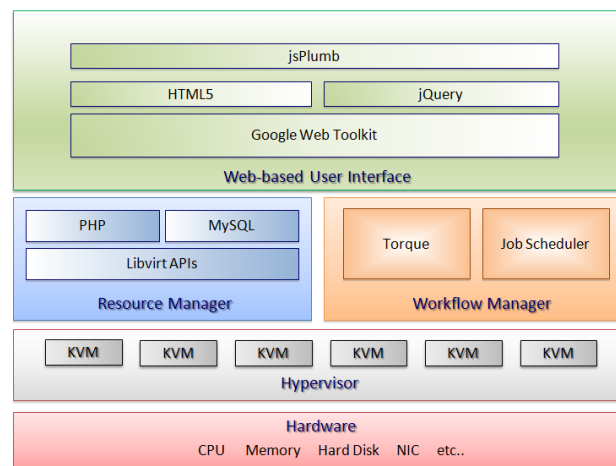 jsPlumb
HTML5 jQuery
Google Web Toolkit
Web-based User Interface
PHP MySQL
Libvirt APIs
Resource Manager
Torque Job Scheduler
Workflow Manager
KVM KVM KVM KVM KVM KVM
Hypervisor
Hardware
CPU Memory Hard Disk NIC etc..